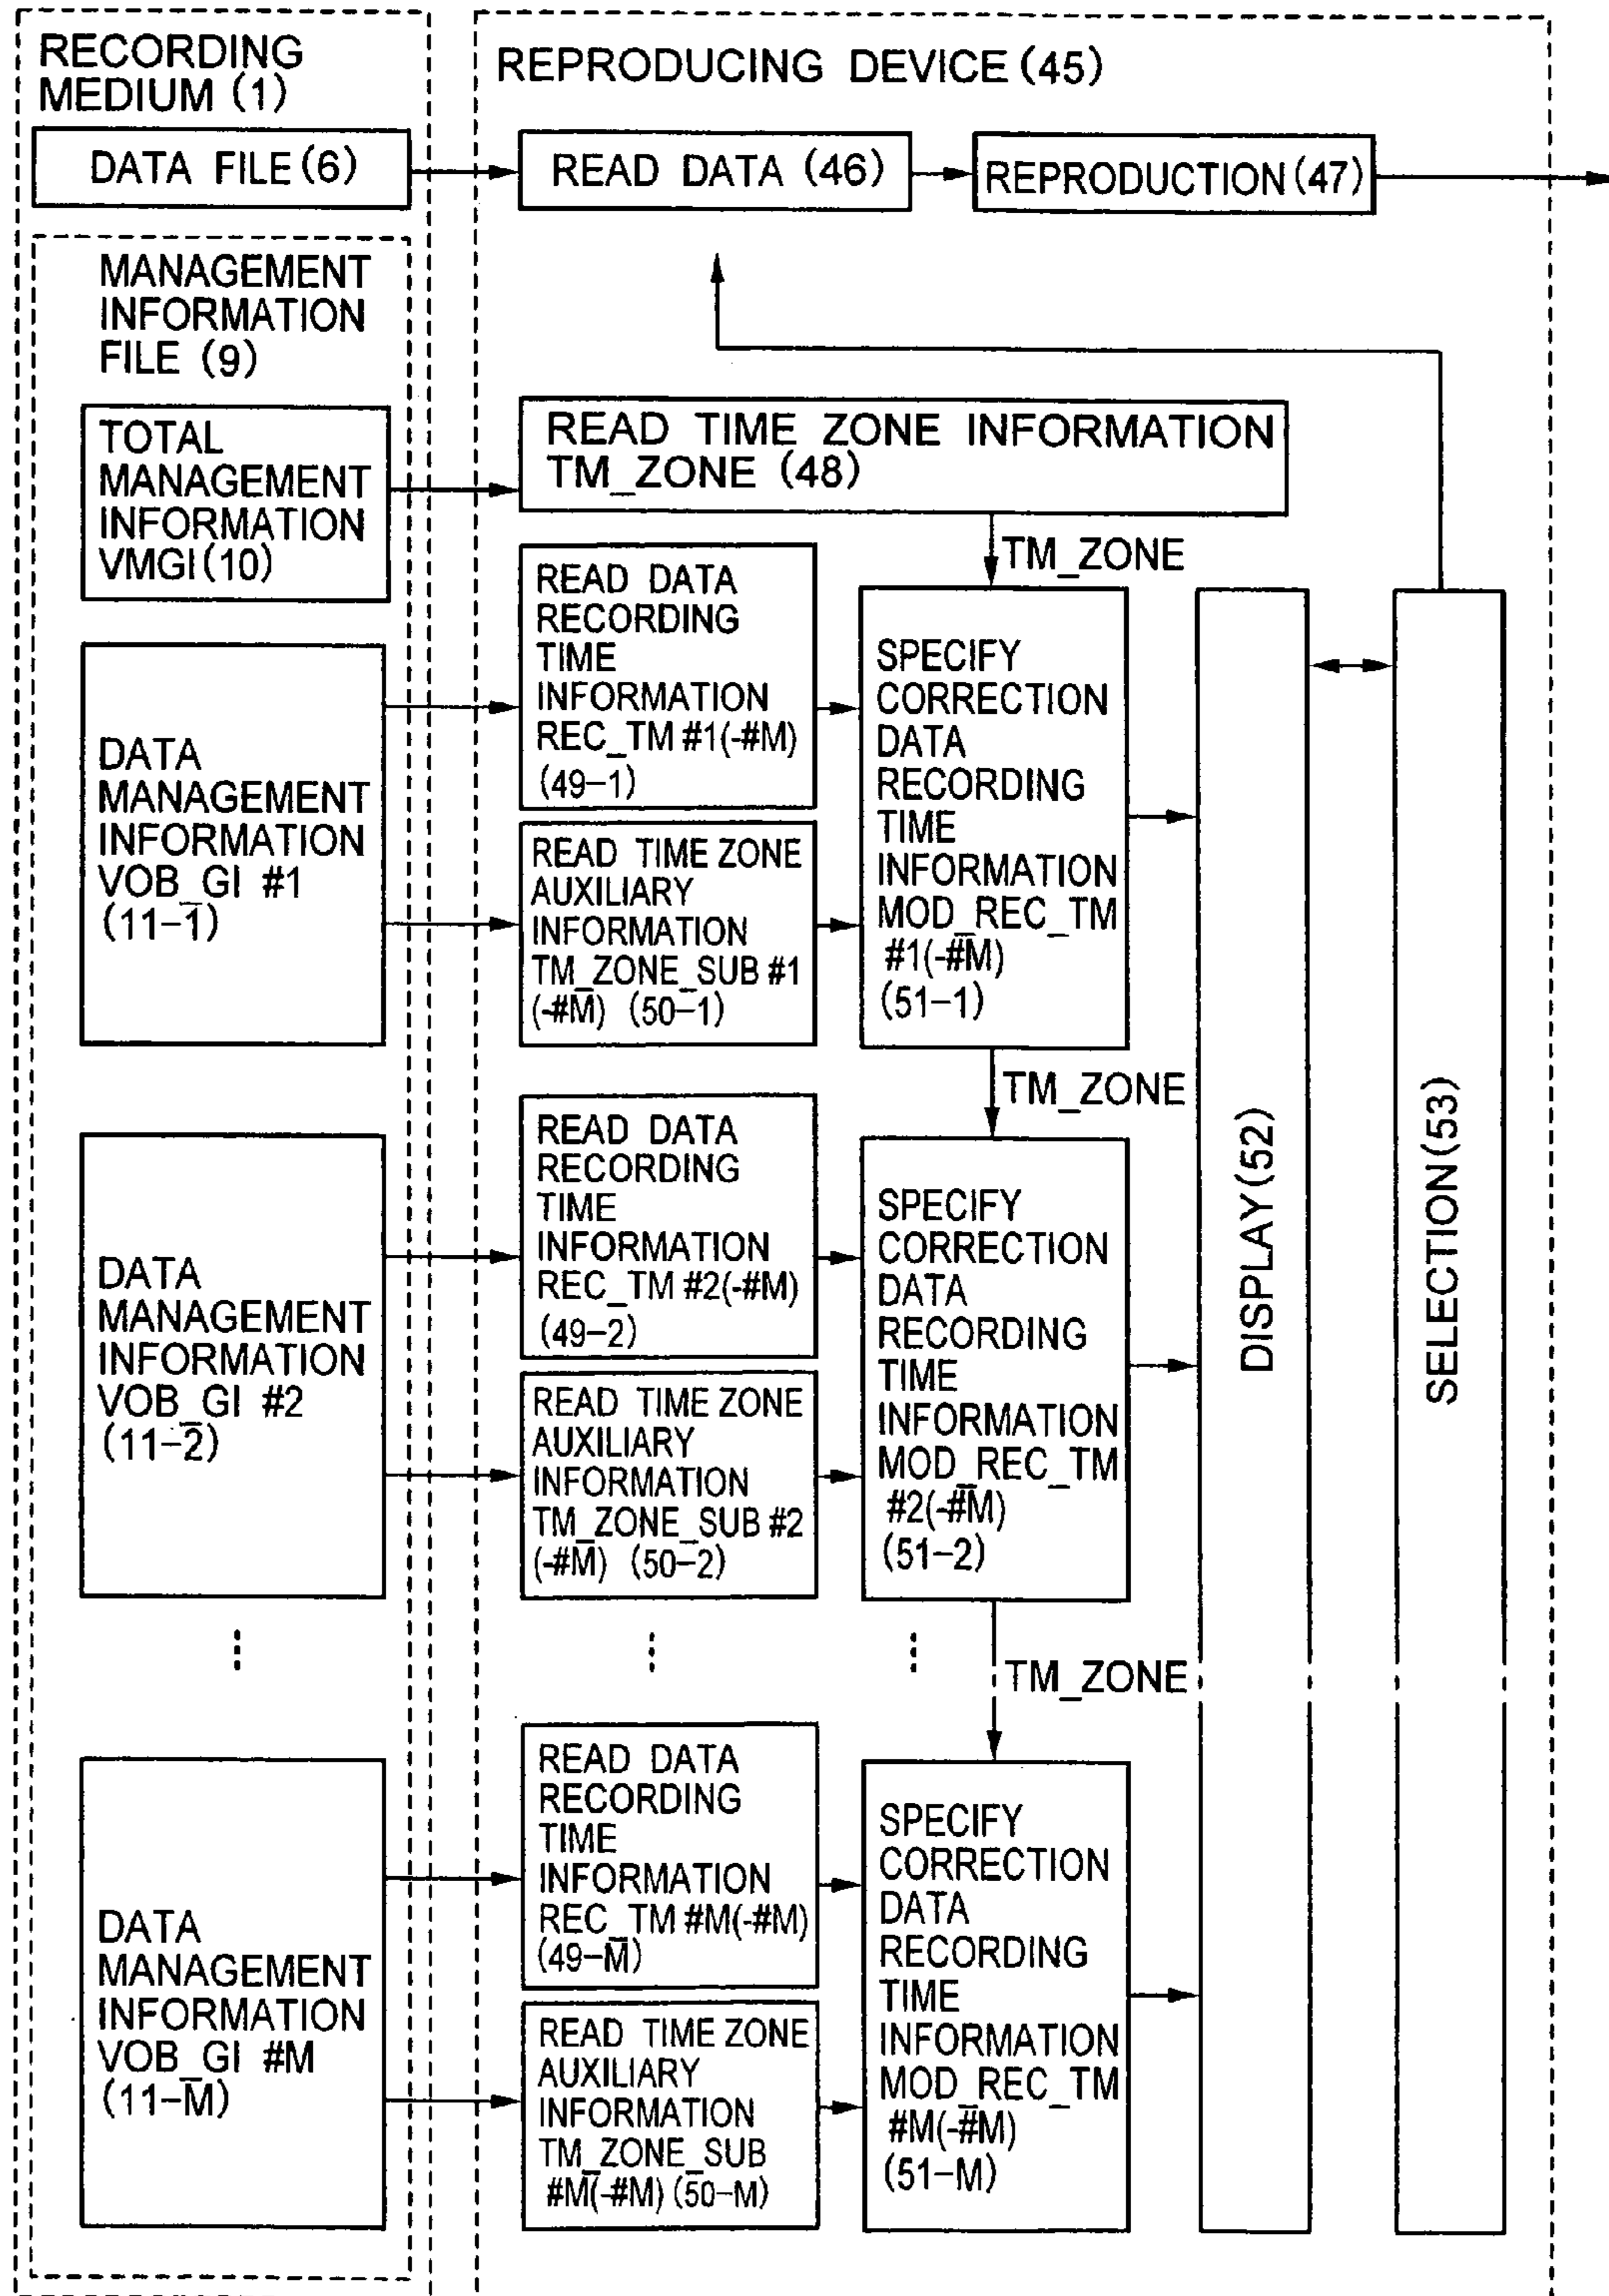 RECORDING
MEDIUM (1)
REPRODUCING DEVICE (45)
DATA FILE (6)
READ DATA (46)
REPRODUCTION (47)
MANAGEMENT
INFORMATION
FILE (9)
TOTAL
MANAGEMENT
INFORMATION
VMGI (10)
READ TIME ZONE INFORMATION
TM_ZONE (48)
TM_ZONE
DATA
MANAGEMENT
INFORMATION
VOB_GI #1
(11-1)
READ DATA
RECORDING
TIME
INFORMATION
REC_TM #1(-#M)
(49-1)
READ TIME ZONE
AUXILIARY
INFORMATION
TM_ZONE_SUB #1
(-#M) (50-1)
SPECIFY
CORRECTION
DATA
RECORDING
TIME
INFORMATION
MOD_REC_TM
#1(-#M)
(51-1)
DISPLAY (52)
SELECTION (53)
TM_ZONE
DATA
MANAGEMENT
INFORMATION
VOB_GI #2
(11-2)
READ DATA
RECORDING
TIME
INFORMATION
REC_TM #2(-#M)
(49-2)
READ TIME ZONE
AUXILIARY
INFORMATION
TM_ZONE_SUB #2
(-#M) (50-2)
SPECIFY
CORRECTION
DATA
RECORDING
TIME
INFORMATION
MOD_REC_TM
#2(-#M)
(51-2)
TM_ZONE
DATA
MANAGEMENT
INFORMATION
VOB_GI #M
(11-M)
READ DATA
RECORDING
TIME
INFORMATION
REC_TM #M(-#M)
(49-M)
READ TIME ZONE
AUXILIARY
INFORMATION
TM_ZONE_SUB
#M(-#M) (50-M)
SPECIFY
CORRECTION
DATA
RECORDING
TIME
INFORMATION
MOD_REC_TM
#M(-#M)
(51-M)